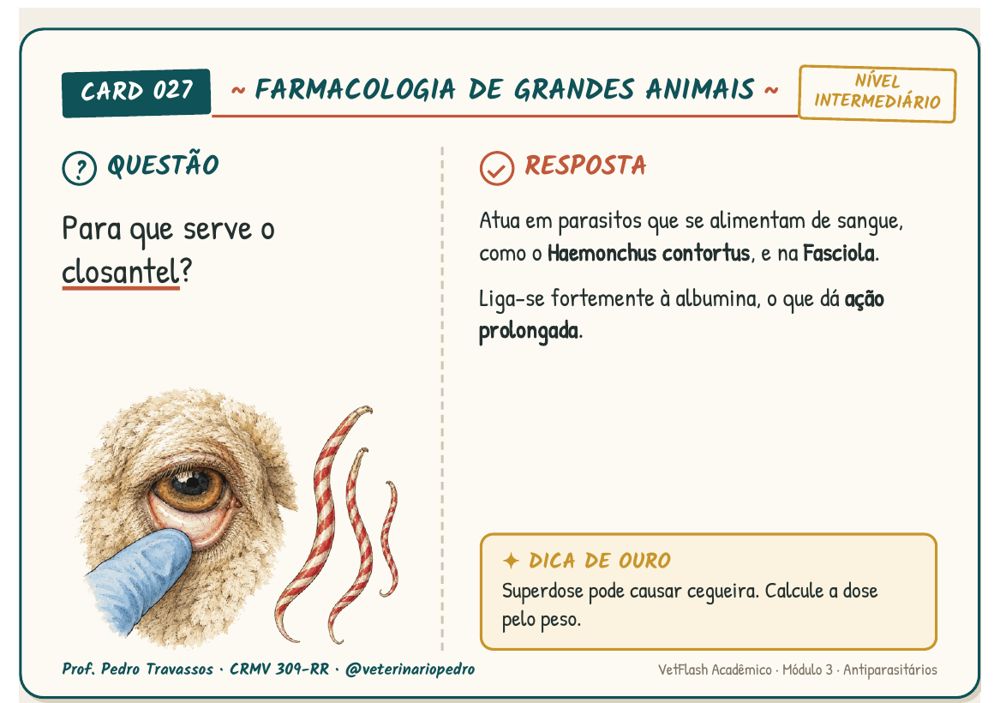 CARD 027
~ FARMACOLOGIA DE GRANDES ANIMAIS ~
NÍVEL
INTERMEDIÁRIO
? QUESTÃO
Para que serve o
closantel?
RESPOSTA
Atua em parasitos que se alimentam de sangue,
como o Haemonchus contortus, e na Fasciola.
Liga-se fortemente à albumina, o que dá ação
prolongada.
DICA DE OURO
Superdose pode causar cegueira. Calcule a dose
pelo peso.
Prof. Pedro Travassos · CRMV 309-RR · @veterinariopedro
VetFlash Acadêmico · Módulo 3 · Antiparasitários